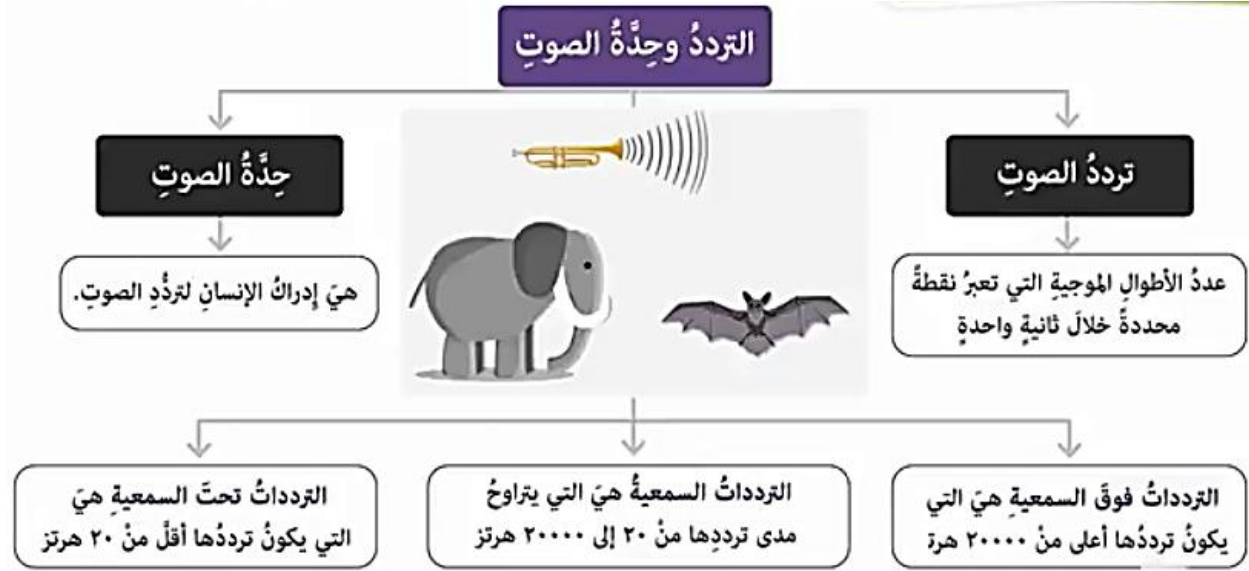 الترددُ وحِدَّةُ الصوتِ
ترددُ الصوتِ
عددُ الأطوالِ الموجيةِ التي تعبرُ نقطةً
محددةً خلالَ ثانيةٍ واحدةٍ
حِدَّةُ الصوتِ
هيَ إدراكُ الإنسانِ لتردُّدِ الصوتِ.
التردداتُ فوقَ السمعيةِ هيَ التي
يكونُ ترددُها أعلى منْ ٢٠٠٠٠ هرت
التردداتُ السمعيةُ هيَ التي يتراوحُ
مدى ترددِها منْ ٢٠ إلى ٢٠٠٠٠ هرتز
التردداتُ تحتَ السمعيةِ هيَ
التي يكونُ ترددُها أقلَّ منْ ٢٠ هرتز